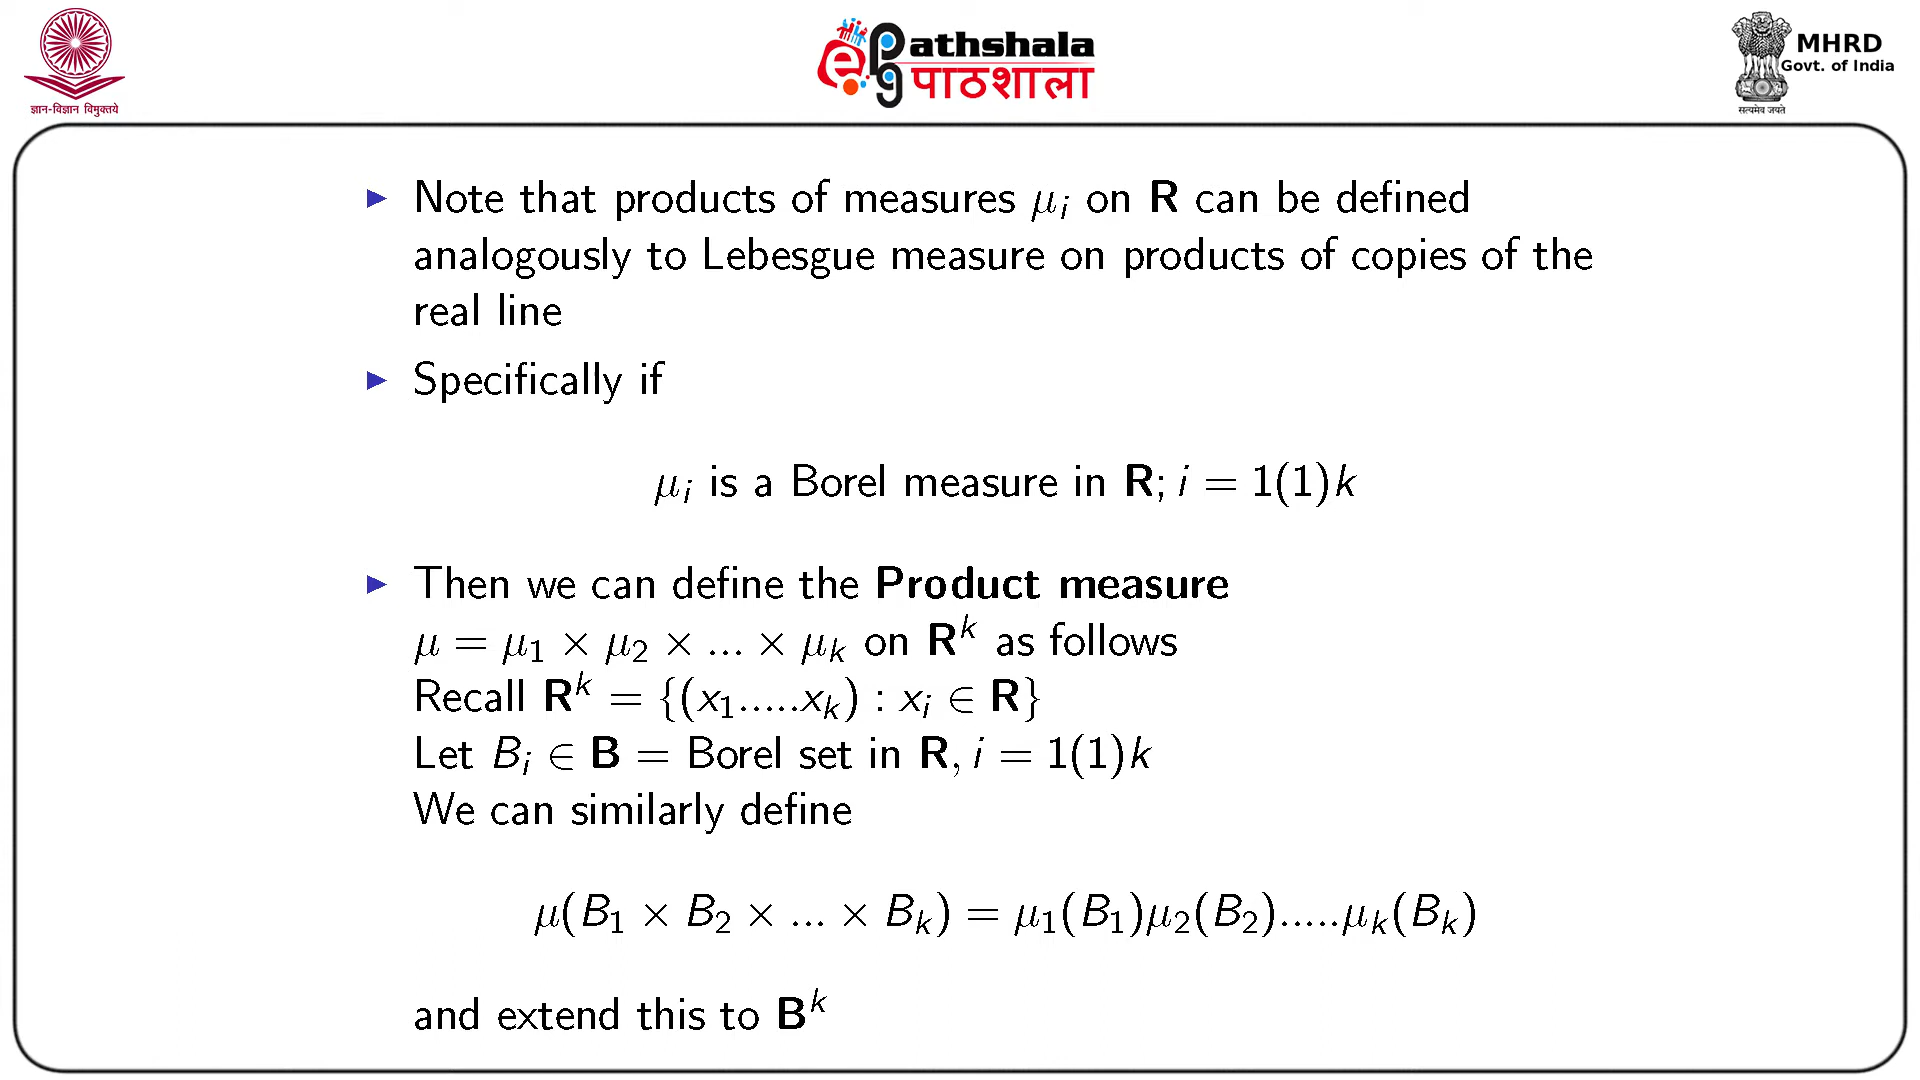 ज्ञान-विज्ञान विमुक्तये
ePG Pathshala
पाठशाला
MHRD
Govt. of India
सत्यमेव जयते
▶ Note that products of measures μ_i on R can be defined
analogously to Lebesgue measure on products of copies of the
real line
▶ Specifically if
μ_i is a Borel measure in R; i = 1(1)k
▶ Then we can define the Product measure
μ = μ_1 × μ_2 × ... × μ_k on R^k as follows
Recall R^k = {(x_1.....x_k) : x_i ∈ R}
Let B_i ∈ B = Borel set in R, i = 1(1)k
We can similarly define
μ(B_1 × B_2 × ... × B_k) = μ_1(B_1)μ_2(B_2).....μ_k(B_k)
and extend this to B^k